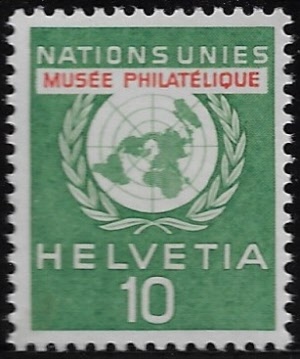 NATIONS UNIES
MUSÉE PHILATÉLIQUE
HELVETIA
10